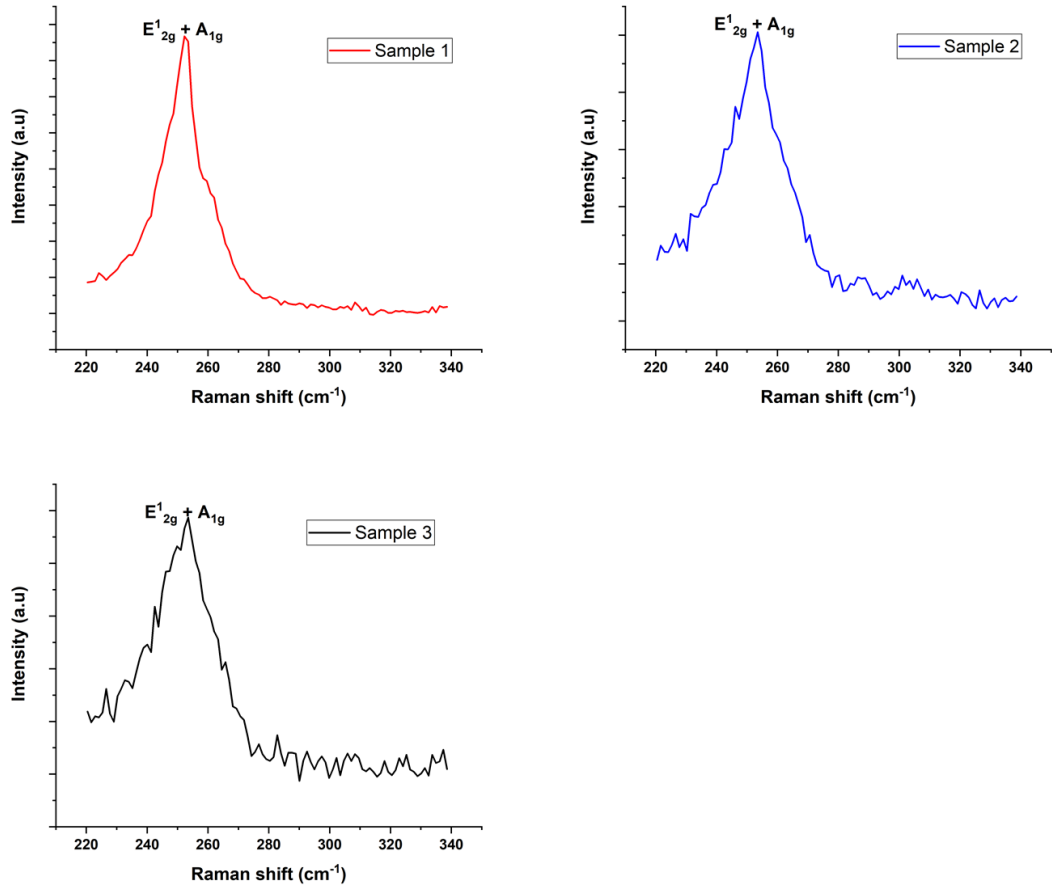 E¹₂g + A₁g
Sample 1
Intensity (a.u)
220 240 260 280 300 320 340
Raman shift (cm⁻¹)
E¹₂g + A₁g
Sample 2
Intensity (a.u)
220 240 260 280 300 320 340
Raman shift (cm⁻¹)
E¹₂g + A₁g
Sample 3
Intensity (a.u)
220 240 260 280 300 320 340
Raman shift (cm⁻¹)